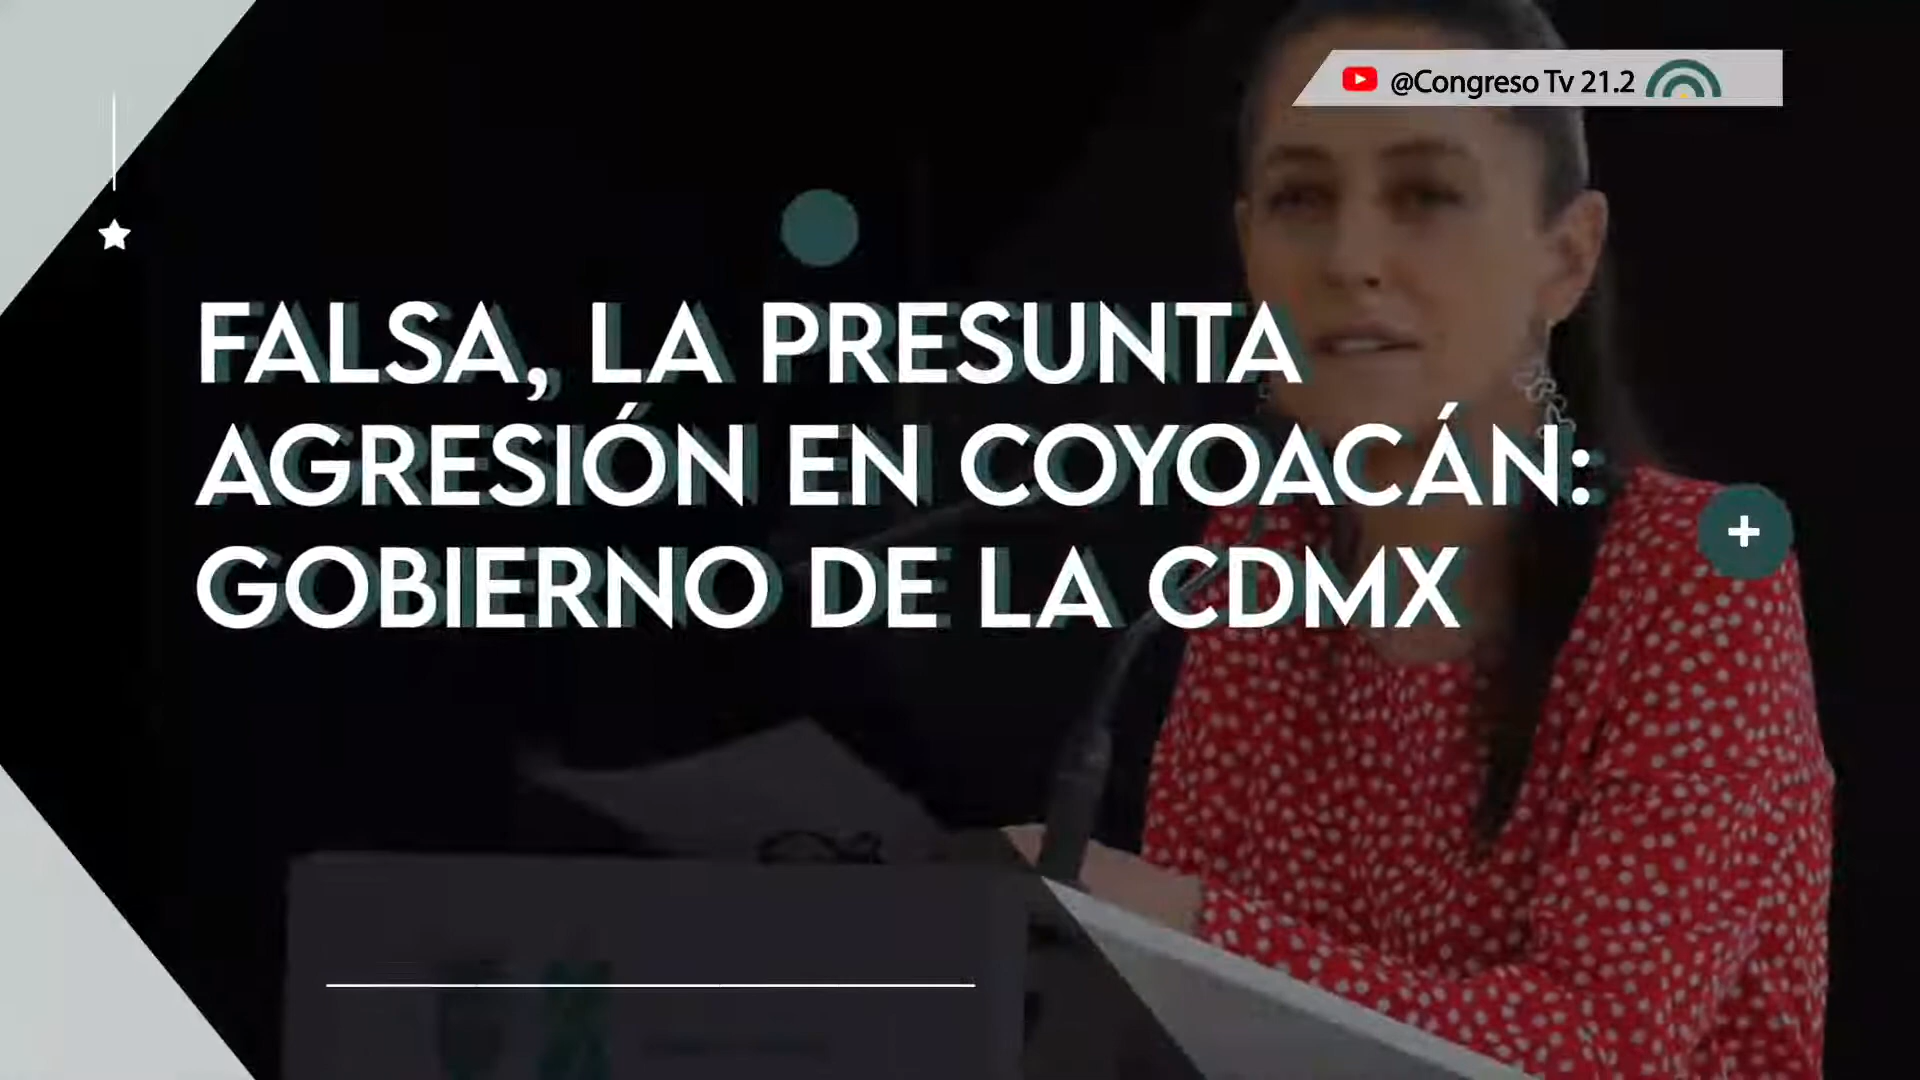 @Congreso Tv 21.2
FALSA, LA PRESUNTA
AGRESIÓN EN COYOACÁN:
GOBIERNO DE LA CDMX